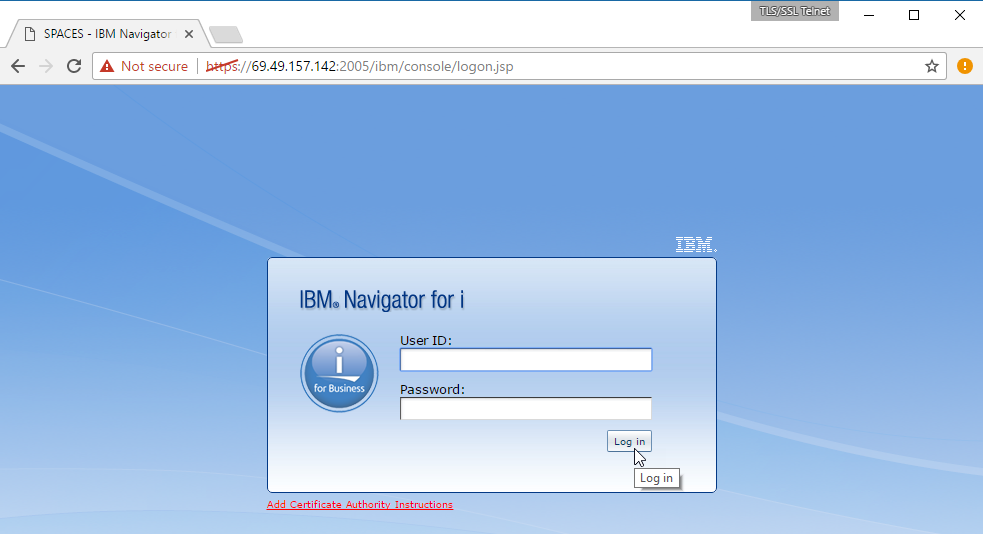 TLS/SSL Telnet
SPACES - IBM Navigator
Not secure | https://69.49.157.142:2005/ibm/console/logon.jsp
IBM.
IBM® Navigator for i
User ID:
i
for Business
Password:
Log in
Log in
Add Certificate Authority Instructions